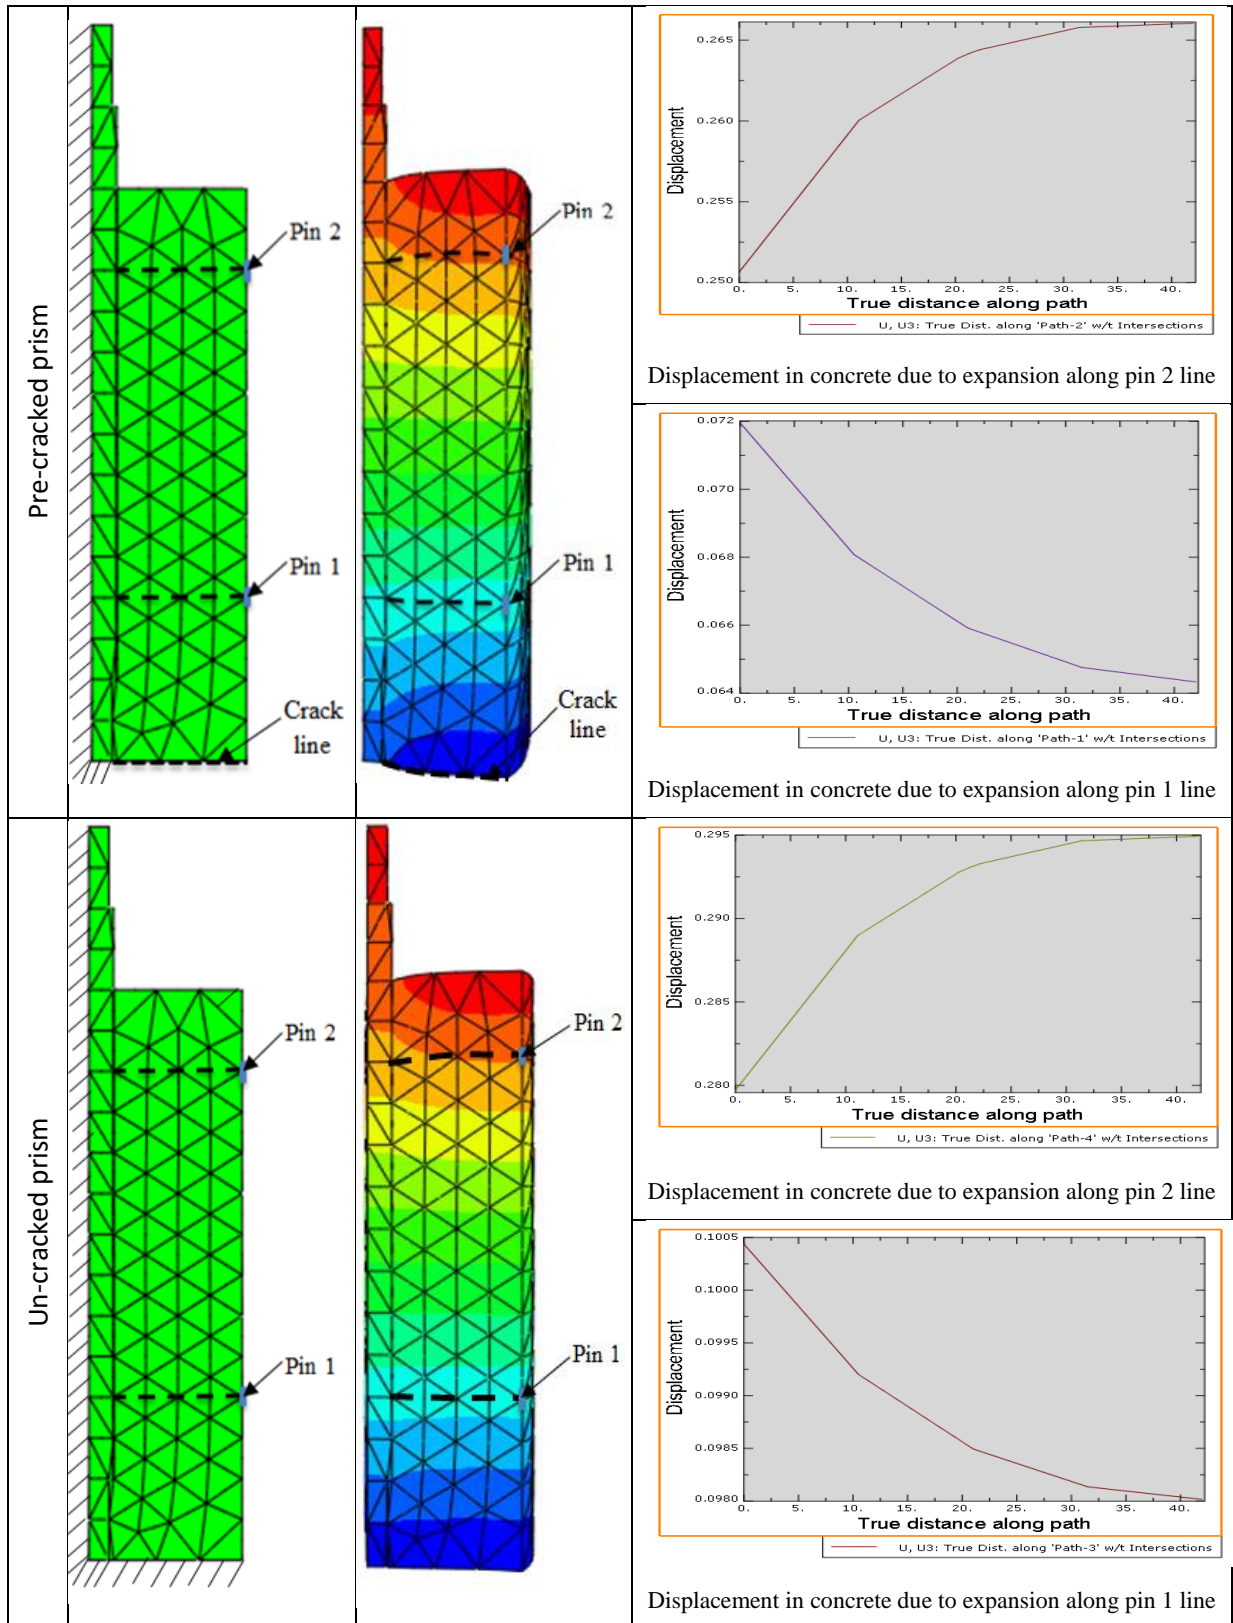 Pre-cracked prism
Pin 2
Pin 1
Crack
line
Pin 2
Pin 1
Crack
line
Displacement
0.265
0.260
0.255
0.250
0. 5. 10. 15. 20. 25. 30. 35. 40.
True distance along path
U, U3: True Dist. along 'Path-2' w/t Intersections
Displacement in concrete due to expansion along pin 2 line
Displacement
0.072
0.070
0.068
0.066
0.064
0. 5. 10. 15. 20. 25. 30. 35. 40.
True distance along path
U, U3: True Dist. along 'Path-1' w/t Intersections
Displacement in concrete due to expansion along pin 1 line
Un-cracked prism
Pin 2
Pin 1
Pin 2
Pin 1
Displacement
0.295
0.290
0.285
0.280
0. 5. 10. 15. 20. 25. 30. 35. 40.
True distance along path
U, U3: True Dist. along 'Path-4' w/t Intersections
Displacement in concrete due to expansion along pin 2 line
Displacement
0.1005
0.1000
0.0995
0.0990
0.0985
0.0980
0. 5. 10. 15. 20. 25. 30. 35. 40.
True distance along path
U, U3: True Dist. along 'Path-3' w/t Intersections
Displacement in concrete due to expansion along pin 1 line